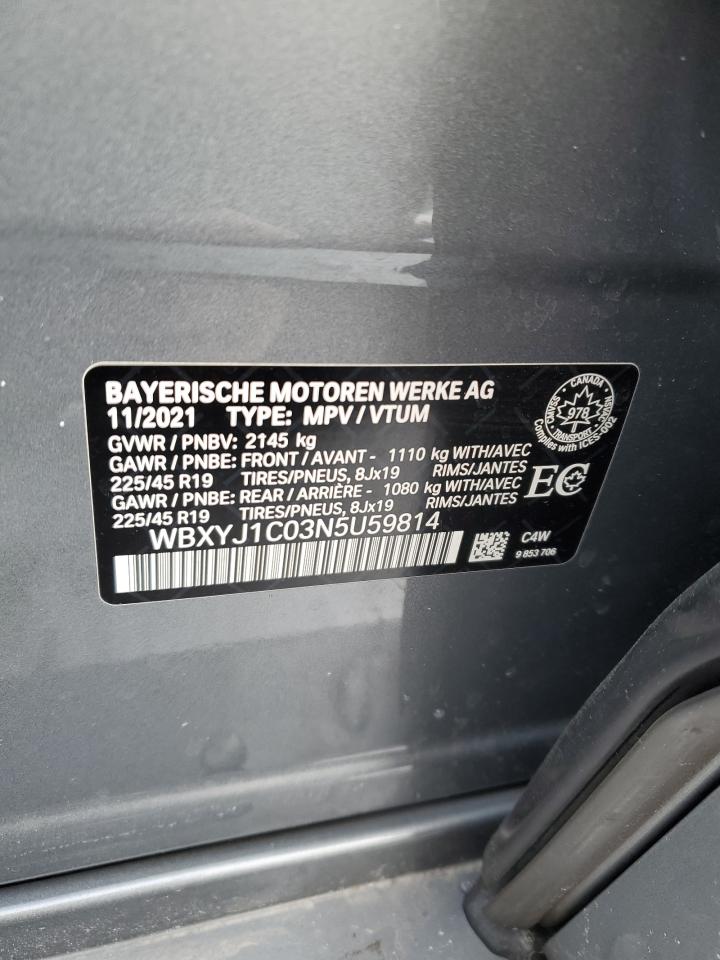 BAYERISCHE MOTOREN WERKE AG
11/2021 TYPE: MPV / VTUM
GVWR / PNBV: 2145 kg
GAWR / PNBE: FRONT / AVANT - 1110 kg WITH/AVEC
225/45 R19 TIRES/PNEUS, 8Jx19 RIMS/JANTES
GAWR / PNBE: REAR / ARRIÈRE - 1080 kg WITH/AVEC
225/45 R19 TIRES/PNEUS, 8Jx19 RIMS/JANTES
WBXYJ1C03N5U59814
CANADA
CMVSS
NSVAC
978
TRANSPORT
Complies with ICES-002
EC
C4W
9 853 706